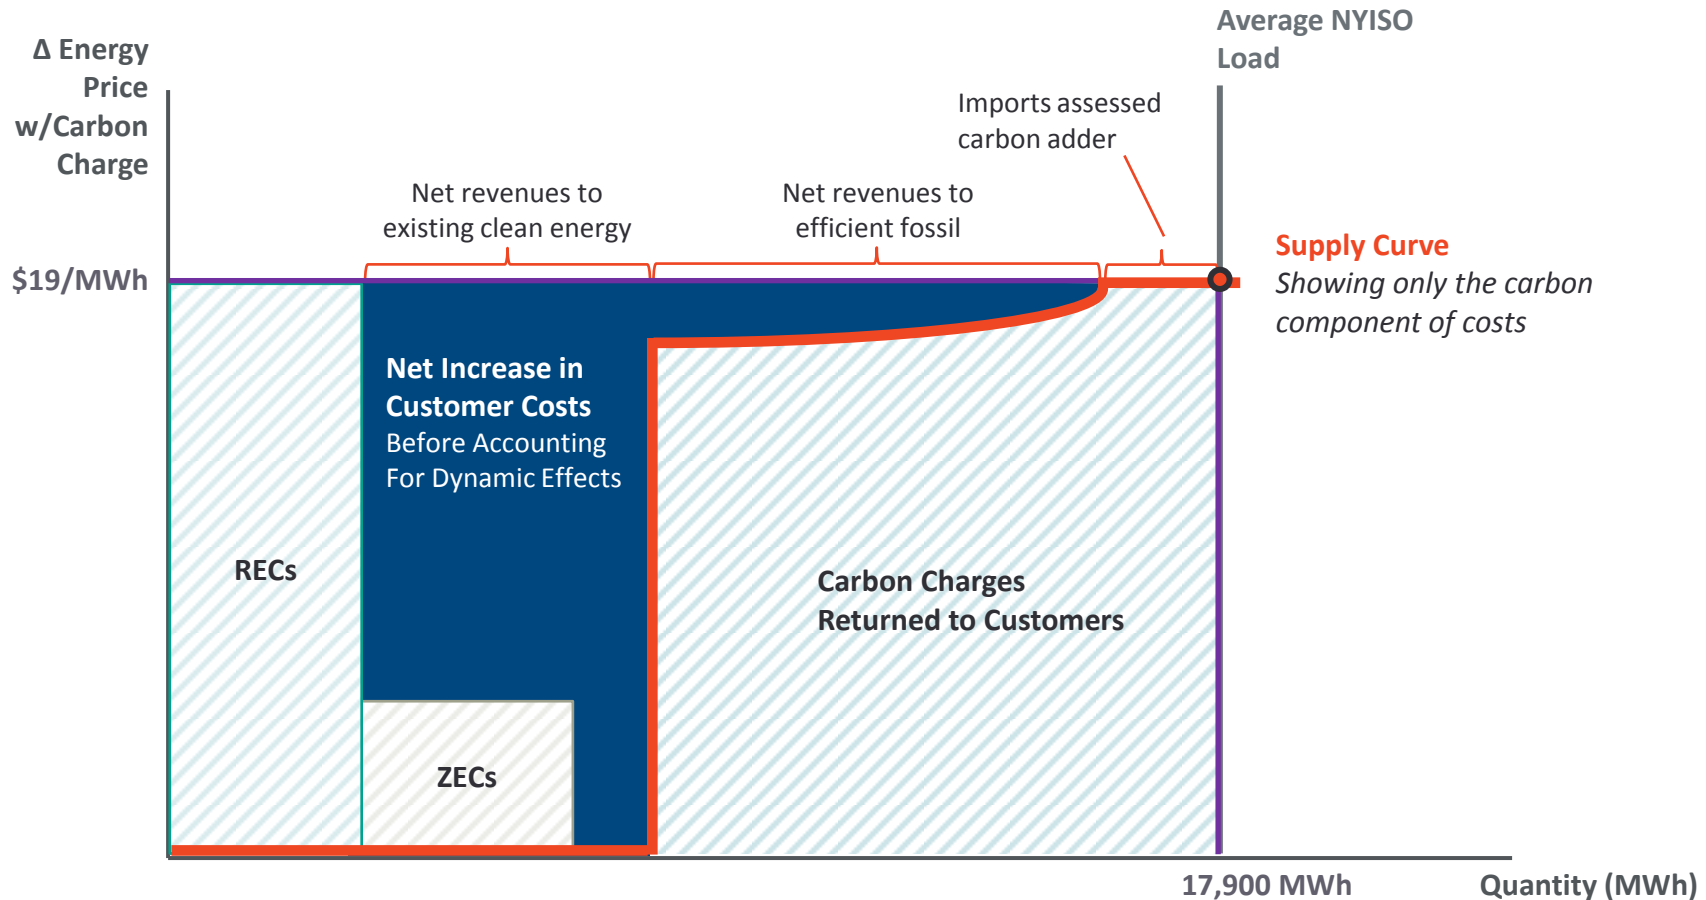 Average NYISO
Load
Δ Energy
Price
w/Carbon
Charge
Imports assessed
carbon adder
Net revenues to
existing clean energy
Net revenues to
efficient fossil
$19/MWh
Supply Curve
Showing only the carbon
component of costs
Net Increase in
Customer Costs
Before Accounting
For Dynamic Effects
RECs
Carbon Charges
Returned to Customers
ZECs
17,900 MWh
Quantity (MWh)